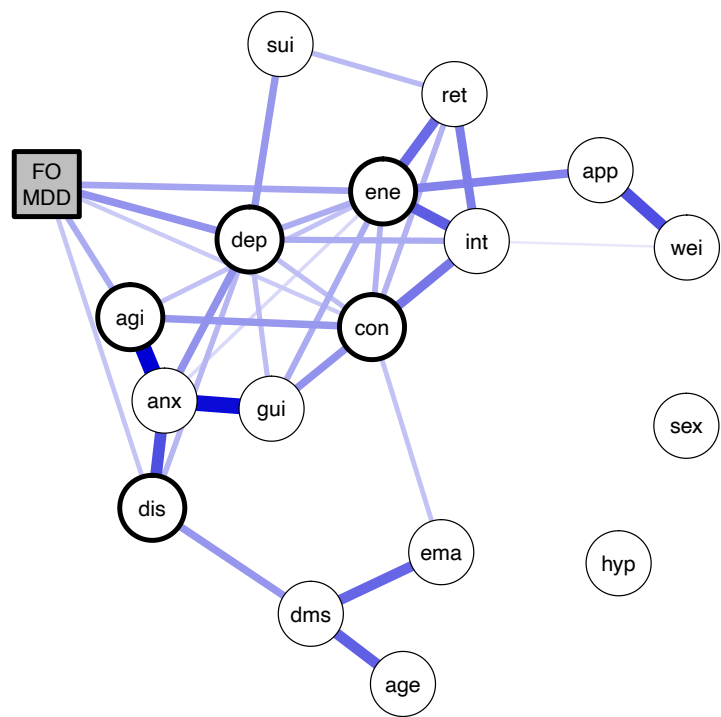 sui
ret
FO
MDD
ene
app
dep
int
wei
agi
con
anx
gui
sex
dis
ema
hyp
dms
age